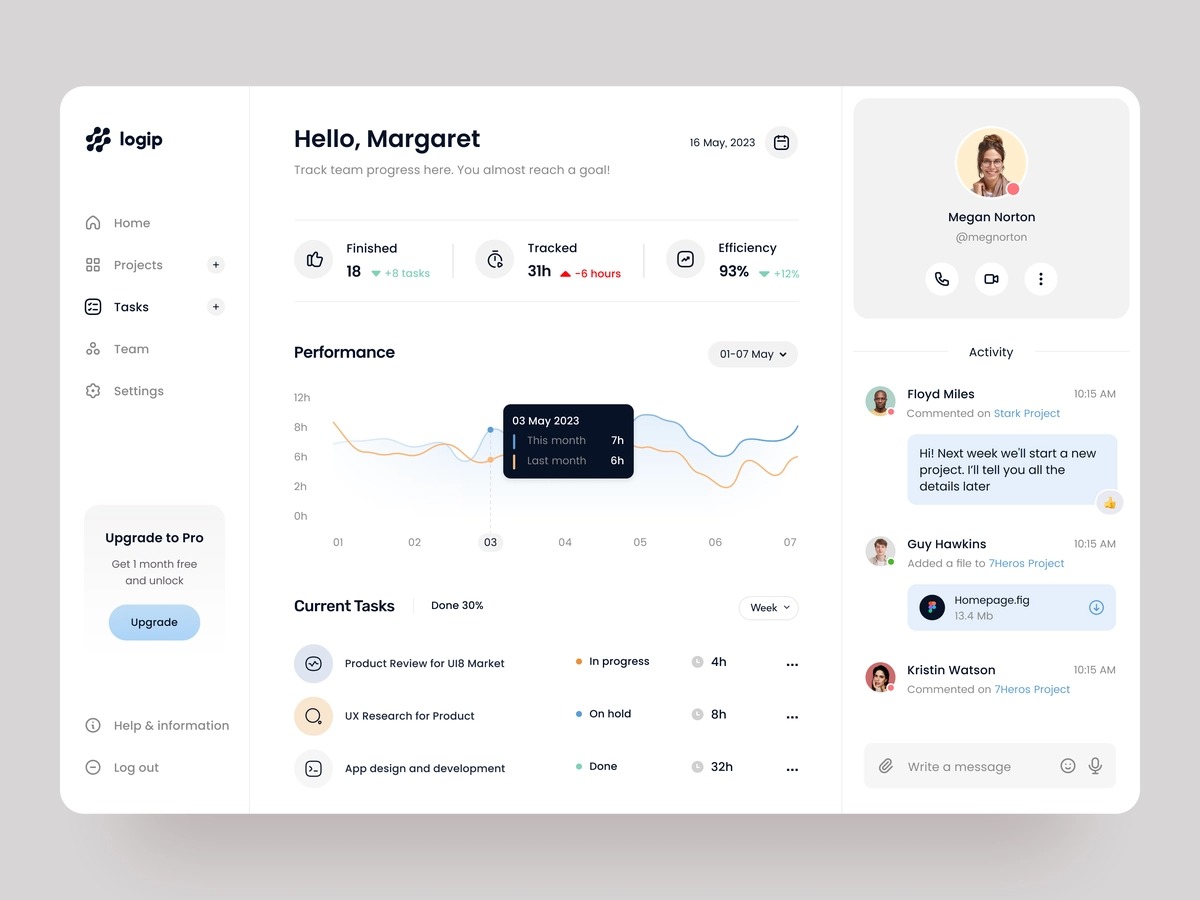 logip
Home
Projects
+
Tasks
+
Team
Settings
Upgrade to Pro
Get 1 month free
and unlock
Upgrade
Help & information
Log out
Hello, Margaret
16 May, 2023
Track team progress here. You almost reach a goal!
Finished
18
+8 tasks
Tracked
31h
-6 hours
Efficiency
93%
+12%
Performance
01-07 May
12h
8h
6h
2h
0h
03 May 2023
This month 7h
Last month 6h
01 02 03 04 05 06 07
Current Tasks
Done 30%
Week
Product Review for UI8 Market In progress 4h
UX Research for Product On hold 8h
App design and development Done 32h
Megan Norton
@megnorton
Activity
Floyd Miles 10:15 AM
Commented on Stark Project
Hi! Next week we'll start a new
project. I'll tell you all the
details later
Guy Hawkins 10:15 AM
Added a file to 7Heros Project
Homepage.fig
13.4 Mb
Kristin Watson 10:15 AM
Commented on 7Heros Project
Write a message